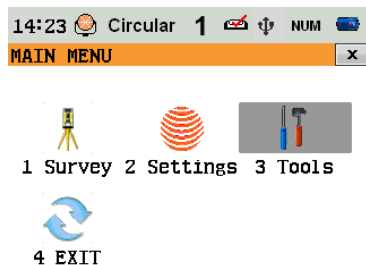 14:23 Circular 1 NUM
MAIN MENU x
1 Survey 2 Settings 3 Tools
4 EXIT